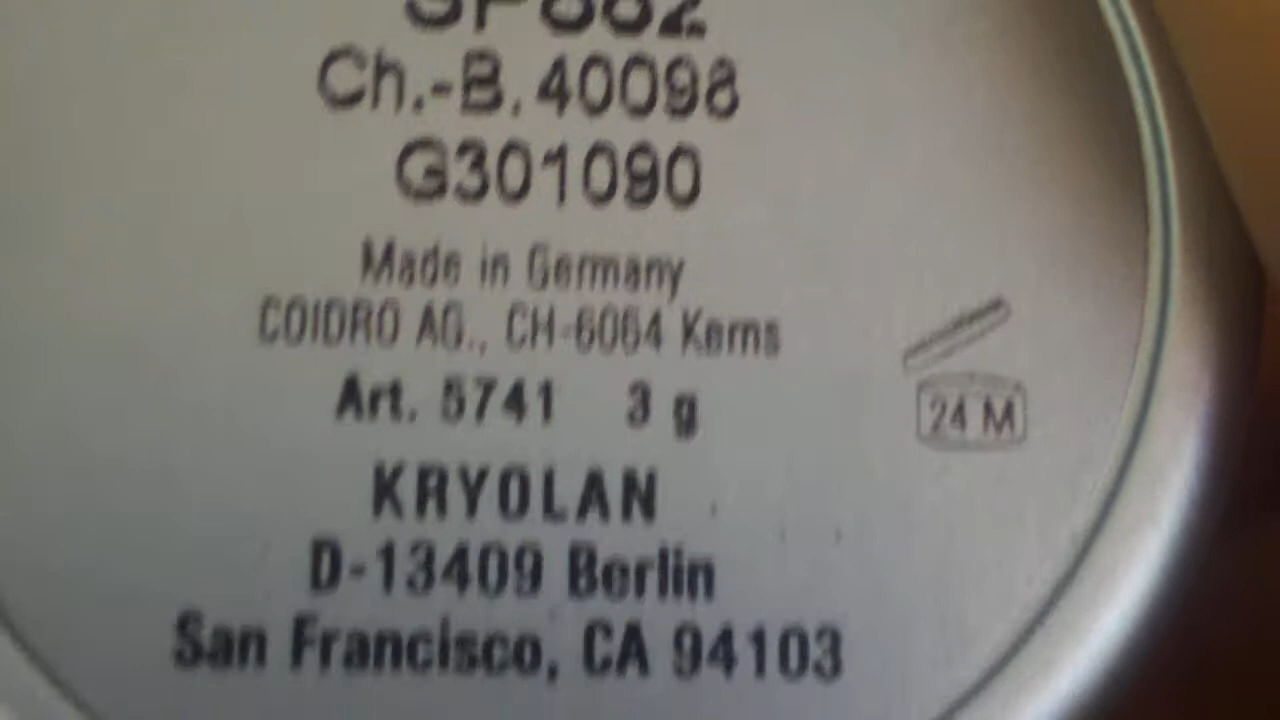 Ch.-B. 40098
G301090
Made in Germany
COIDRO AG., CH-6064 Kerns
Art. 5741 3 g
24 M
KRYOLAN
D-13409 Berlin
San Francisco, CA 94103